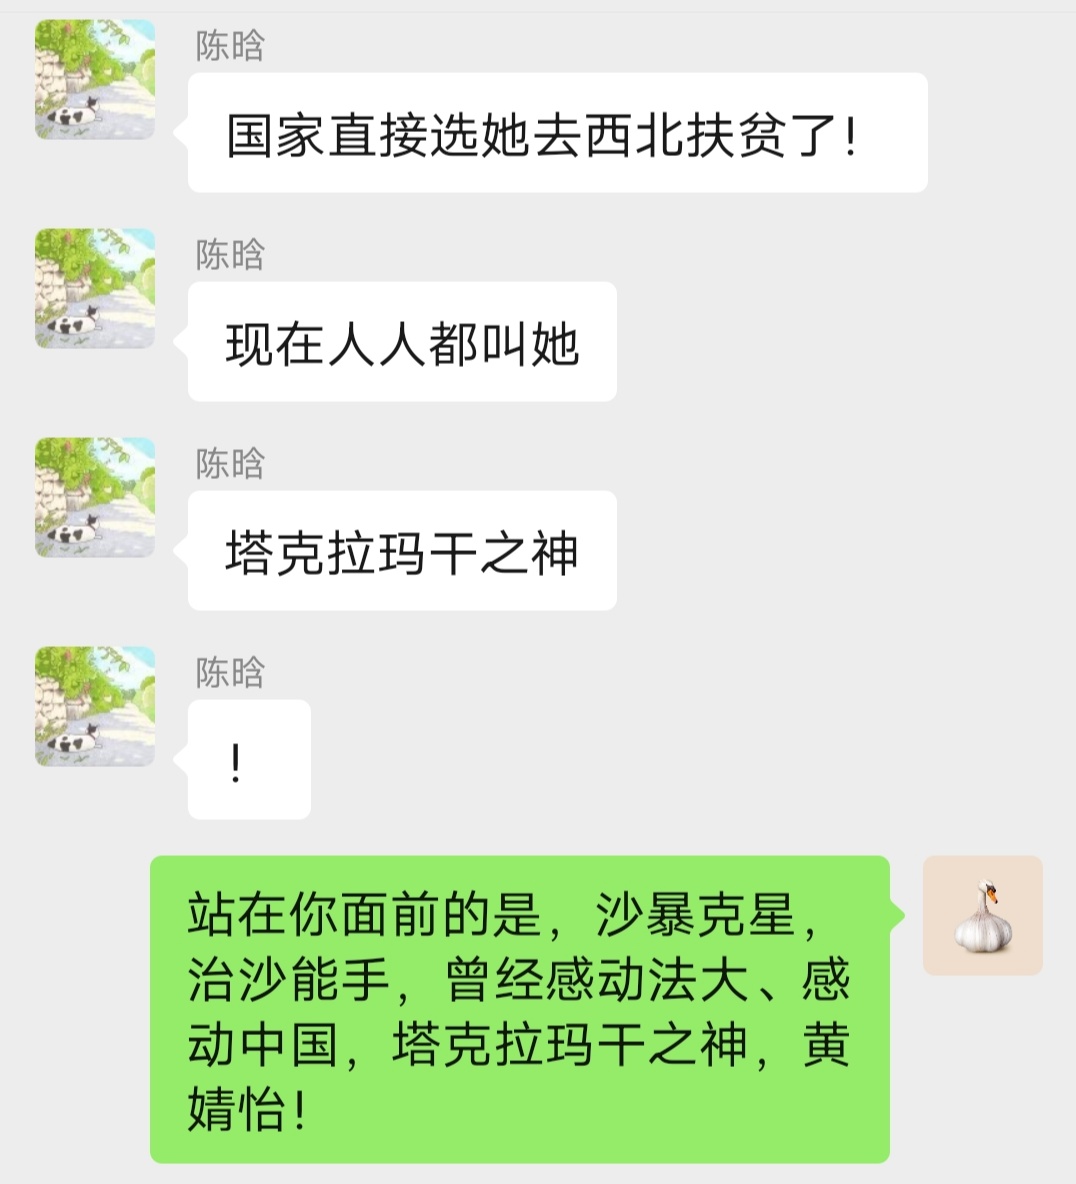 陈晗
国家直接选她去西北扶贫了!
陈晗
现在人人都叫她
陈晗
塔克拉玛干之神
陈晗
!
站在你面前的是，沙暴克星，
治沙能手，曾经感动法大、感
动中国，塔克拉玛干之神，黄
婧怡!